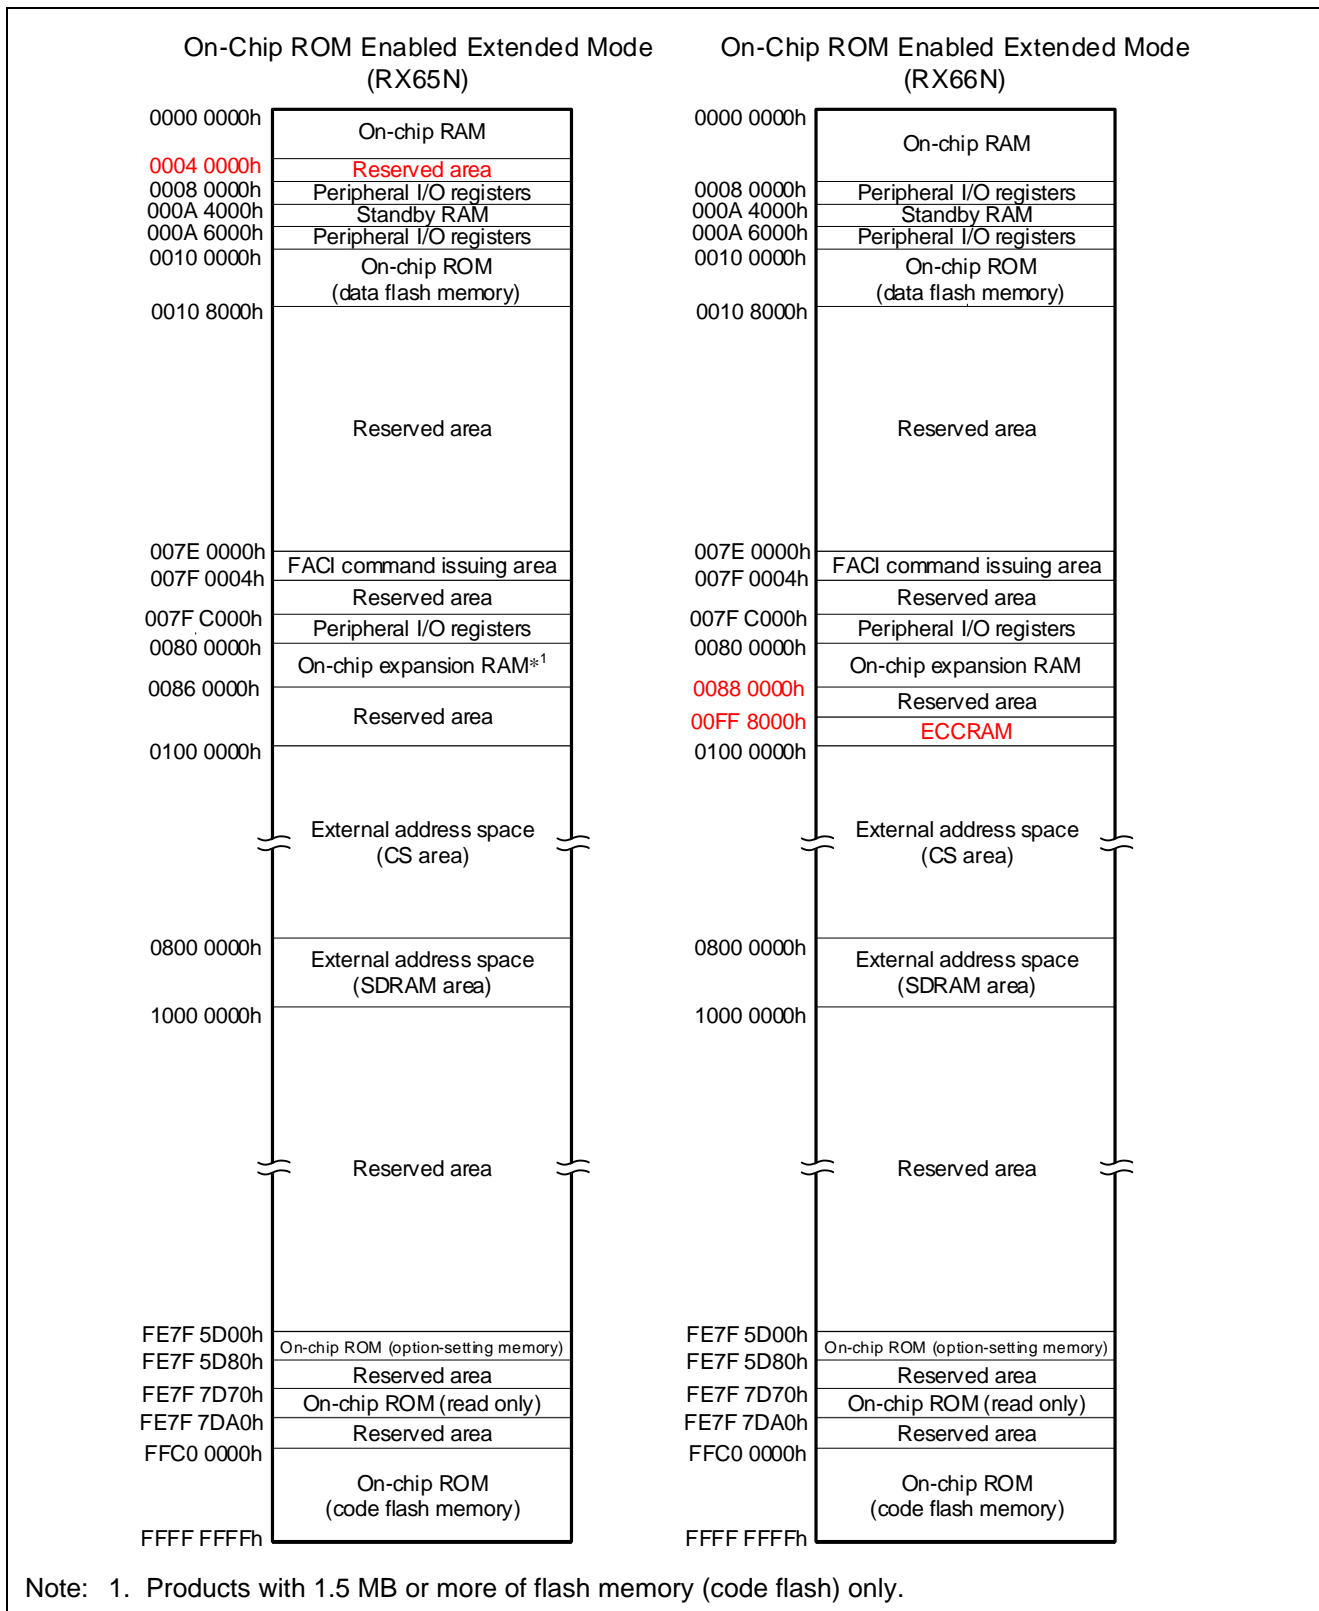 On-Chip ROM Enabled Extended Mode
(RX65N)
0000 0000h
On-chip RAM
0004 0000h
Reserved area
0008 0000h
Peripheral I/O registers
000A 4000h
Standby RAM
000A 6000h
Peripheral I/O registers
0010 0000h
On-chip ROM
(data flash memory)
0010 8000h
Reserved area
007E 0000h
FACI command issuing area
007F 0004h
Reserved area
007F C000h
Peripheral I/O registers
0080 0000h
On-chip expansion RAM*1
0086 0000h
Reserved area
0100 0000h
External address space
(CS area)
0800 0000h
External address space
(SDRAM area)
1000 0000h
Reserved area
FE7F 5D00h
On-chip ROM (option-setting memory)
FE7F 5D80h
Reserved area
FE7F 7D70h
On-chip ROM (read only)
FE7F 7DA0h
Reserved area
FFC0 0000h
On-chip ROM
(code flash memory)
FFFF FFFFh
On-Chip ROM Enabled Extended Mode
(RX66N)
0000 0000h
On-chip RAM
0008 0000h
Peripheral I/O registers
000A 4000h
Standby RAM
000A 6000h
Peripheral I/O registers
0010 0000h
On-chip ROM
(data flash memory)
0010 8000h
Reserved area
007E 0000h
FACI command issuing area
007F 0004h
Reserved area
007F C000h
Peripheral I/O registers
0080 0000h
On-chip expansion RAM
0088 0000h
Reserved area
00FF 8000h
ECCRAM
0100 0000h
External address space
(CS area)
0800 0000h
External address space
(SDRAM area)
1000 0000h
Reserved area
FE7F 5D00h
On-chip ROM (option-setting memory)
FE7F 5D80h
Reserved area
FE7F 7D70h
On-chip ROM (read only)
FE7F 7DA0h
Reserved area
FFC0 0000h
On-chip ROM
(code flash memory)
FFFF FFFFh
Note: 1. Products with 1.5 MB or more of flash memory (code flash) only.